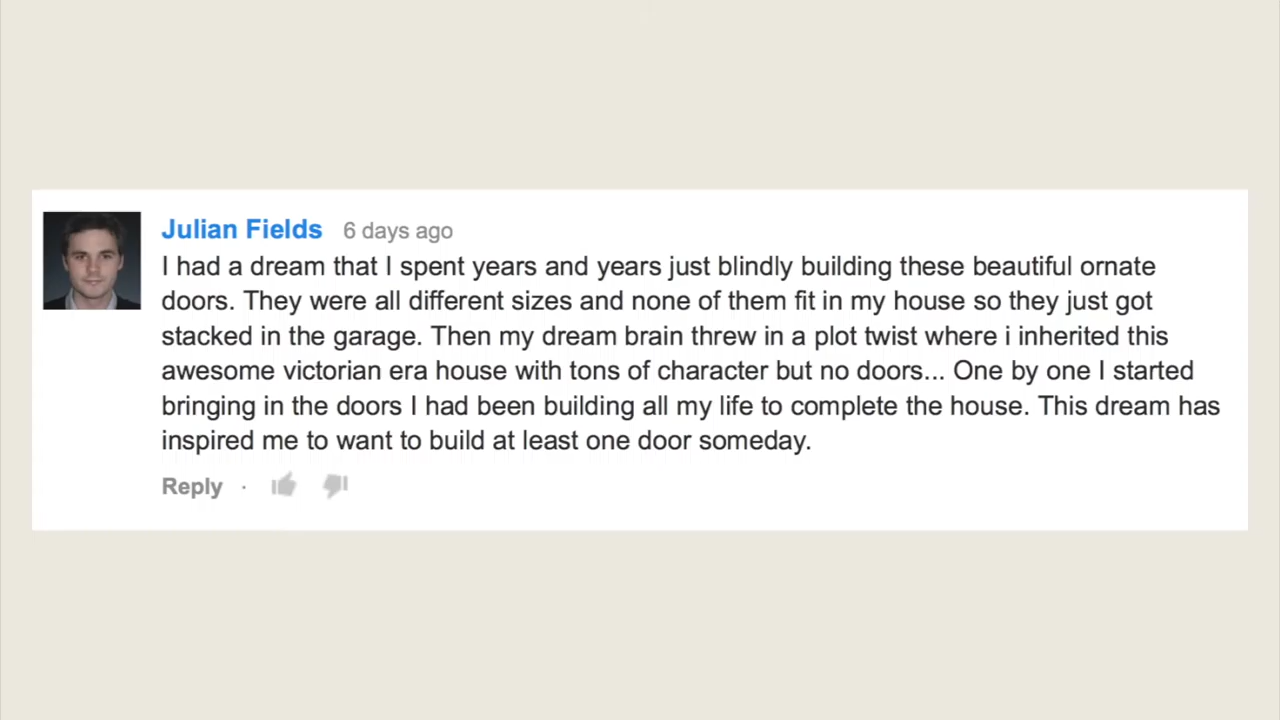 Julian Fields 6 days ago
I had a dream that I spent years and years just blindly building these beautiful ornate
doors. They were all different sizes and none of them fit in my house so they just got
stacked in the garage. Then my dream brain threw in a plot twist where i inherited this
awesome victorian era house with tons of character but no doors... One by one I started
bringing in the doors I had been building all my life to complete the house. This dream has
inspired me to want to build at least one door someday.
Reply ·